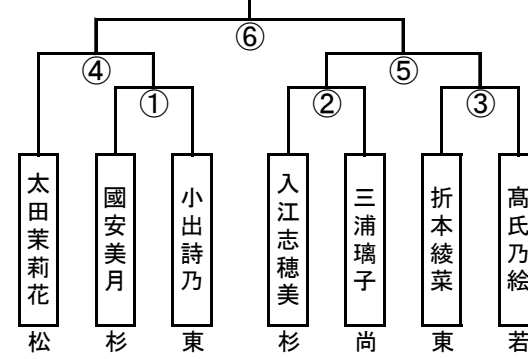 ⑥
④ ⑤
① ② ③
太田茉莉花
國安美月
小出詩乃
入江志穂美
三浦璃子
折本綾菜
髙氏乃絵
松 杉 東 杉 尚 東 若